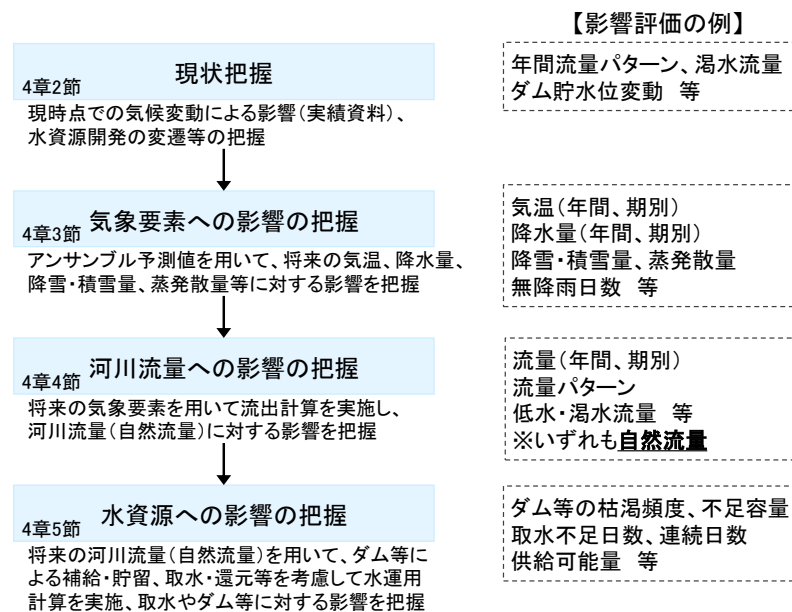 【影響評価の例】
現状把握
4章2節
現時点での気候変動による影響（実績資料）、
水資源開発の変遷等の把握
年間流量パターン、渇水流量
ダム貯水位変動　等
気象要素への影響の把握
4章3節
アンサンブル予測値を用いて、将来の気温、降水量、
降雪・積雪量、蒸発散量等に対する影響を把握
気温（年間、期別）
降水量（年間、期別）
降雪・積雪量、蒸発散量
無降雨日数　等
河川流量への影響の把握
4章4節
将来の気象要素を用いて流出計算を実施し、
河川流量（自然流量）に対する影響を把握
流量（年間、期別）
流量パターン
低水・渇水流量　等
※いずれも自然流量
水資源への影響の把握
4章5節
将来の河川流量（自然流量）を用いて、ダム等に
よる補給・貯留、取水・還元等を考慮して水運用
計算を実施、取水やダム等に対する影響を把握
ダム等の枯渇頻度、不足容量
取水不足日数、連続日数
供給可能量　等